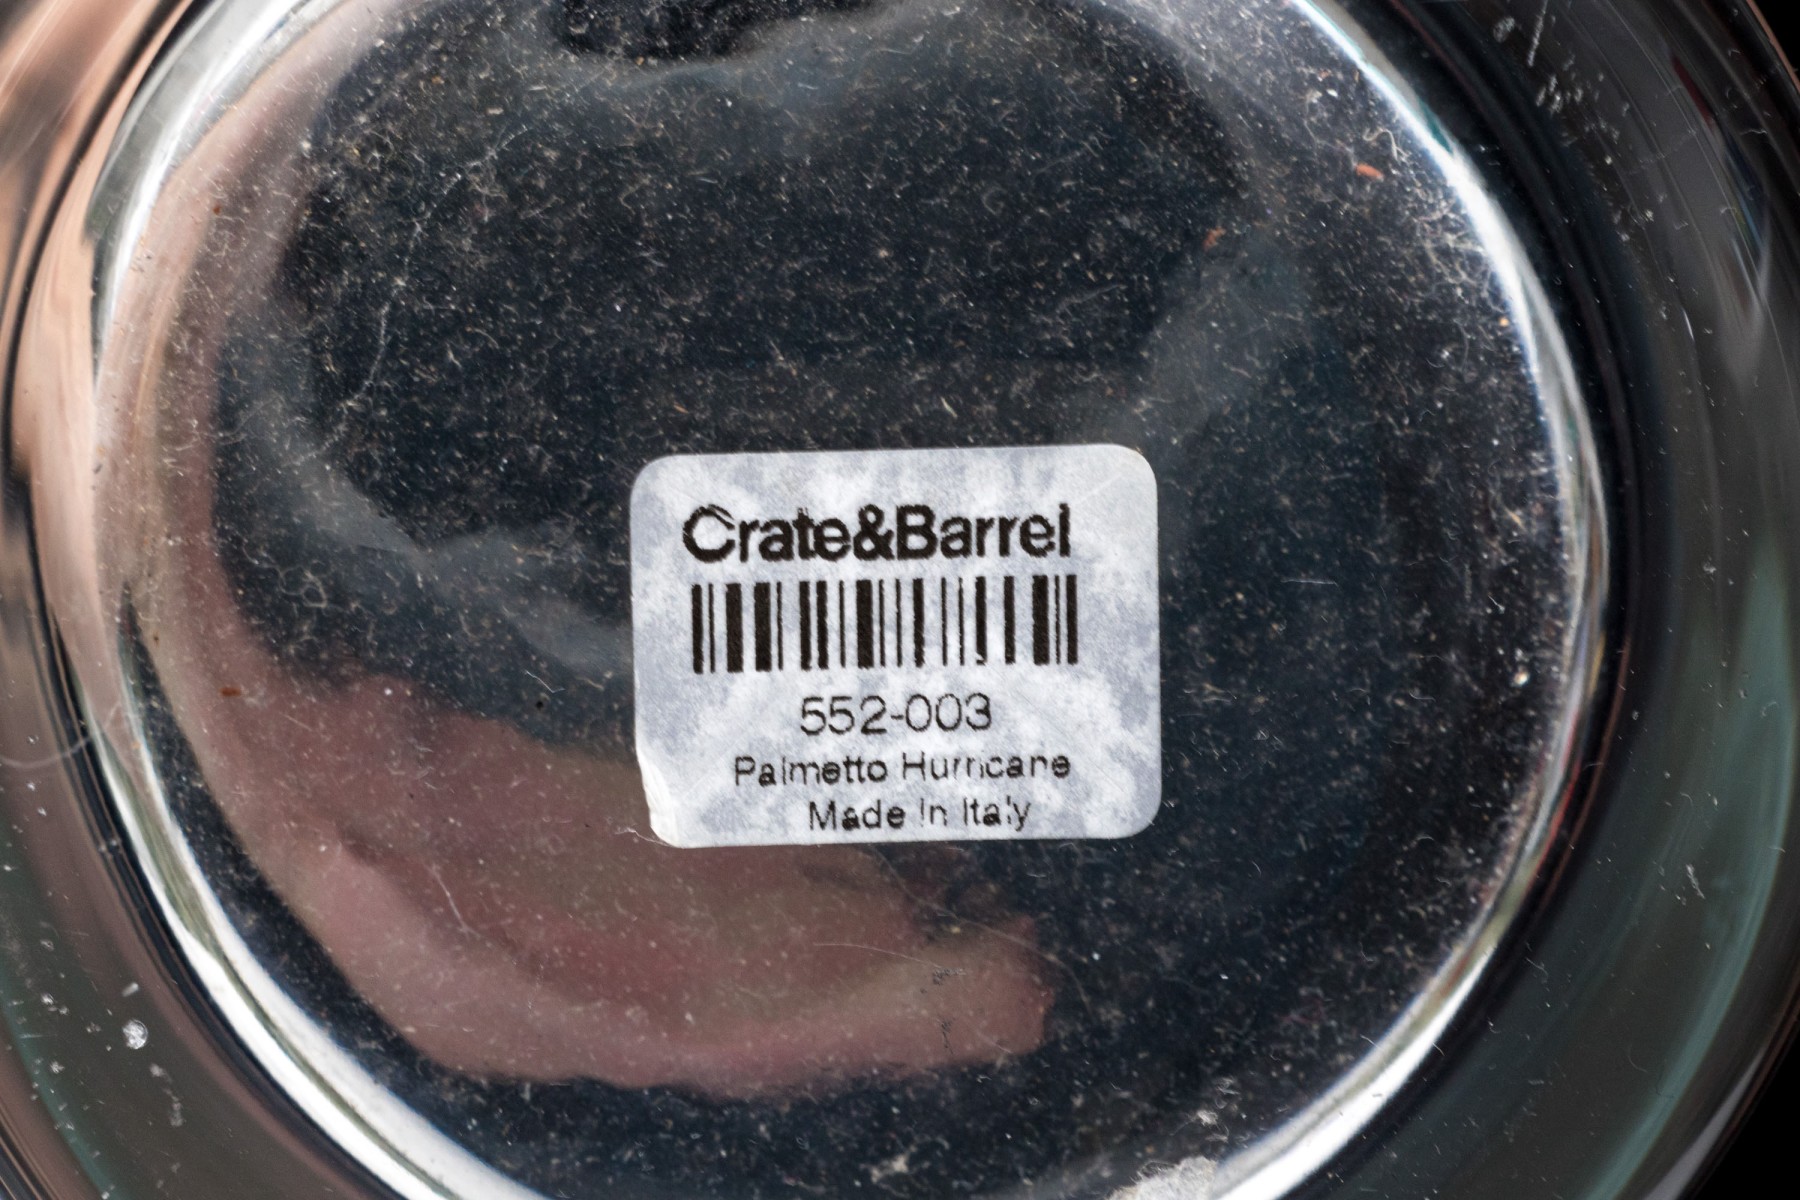 Crate&Barrel
552-003
Palmetto Hurricane
Made In Italy